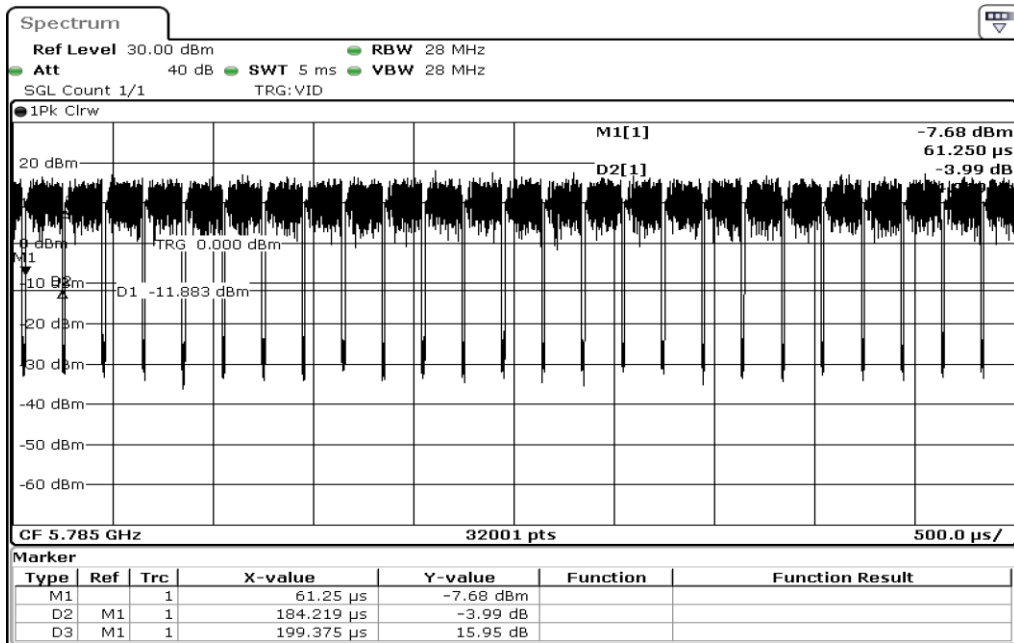 Spectrum
Ref Level 30.00 dBm RBW 28 MHz
Att 40 dB SWT 5 ms VBW 28 MHz
SGL Count 1/1 TRG:VID
1Pk Clrw
M1[1] -7.68 dBm
61.250 µs
20 dBm D2[1] -3.99 dB
0 dBm TRG 0.000 dBm
M1
-10 dBm D2
D1 -11.883 dBm
-20 dBm
-30 dBm
-40 dBm
-50 dBm
-60 dBm
CF 5.785 GHz 32001 pts 500.0 µs/
Marker
Type Ref Trc X-value Y-value Function Function Result
M1 1 61.25 µs -7.68 dBm
D2 M1 1 184.219 µs -3.99 dB
D3 M1 1 199.375 µs 15.95 dB